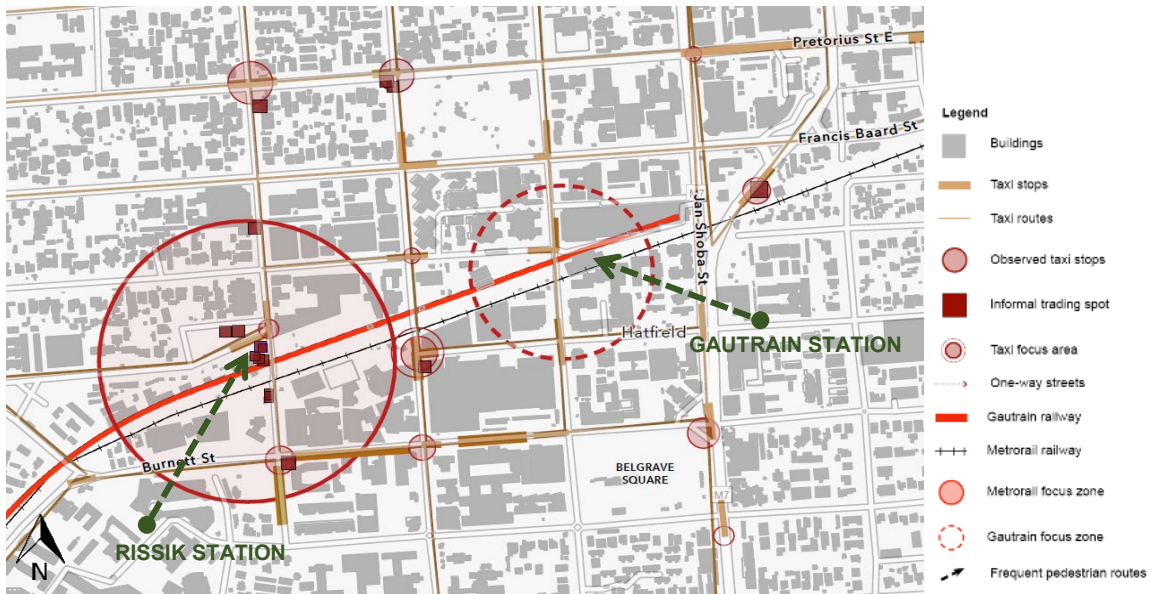 Pretorius St E
Francis Baard St
M7
Jan Shoba St
Hatfield
GAUTRAIN STATION
Burnett St
BELGRAVE
SQUARE
M7
RISSIK STATION
N
Legend
Buildings
Taxi stops
Taxi routes
Observed taxi stops
Informal trading spot
Taxi focus area
One-way streets
Gautrain railway
Metrorail railway
Metrorail focus zone
Gautrain focus zone
Frequent pedestrian routes